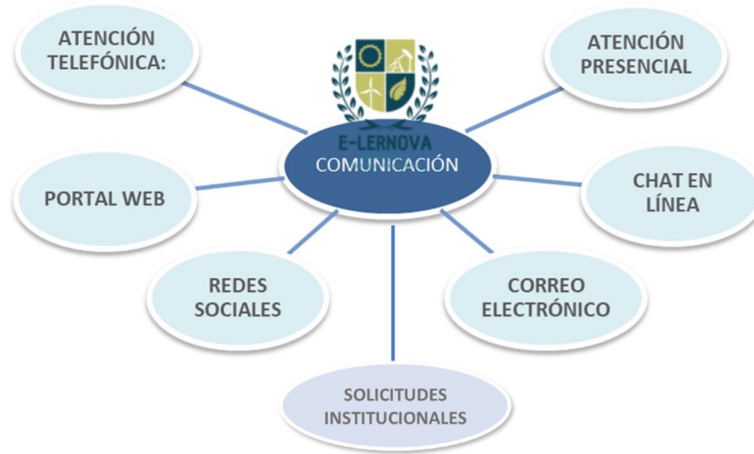 ATENCIÓN
TELEFÓNICA:
ATENCIÓN
PRESENCIAL
E-LERNOVA
COMUNICACIÓN
PORTAL WEB
CHAT EN
LÍNEA
REDES
SOCIALES
CORREO
ELECTRÓNICO
SOLICITUDES
INSTITUCIONALES